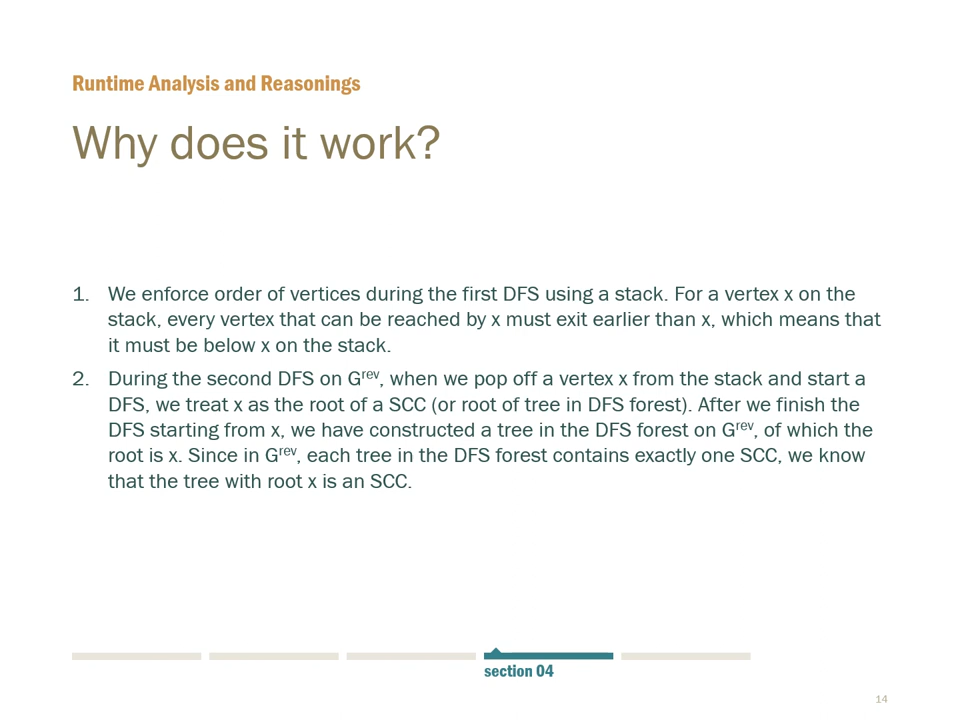 Runtime Analysis and Reasonings
Why does it work?
1. We enforce order of vertices during the first DFS using a stack. For a vertex x on the
stack, every vertex that can be reached by x must exit earlier than x, which means that
it must be below x on the stack.
2. During the second DFS on Grev, when we pop off a vertex x from the stack and start a
DFS, we treat x as the root of a SCC (or root of tree in DFS forest). After we finish the
DFS starting from x, we have constructed a tree in the DFS forest on Grev, of which the
root is x. Since in Grev, each tree in the DFS forest contains exactly one SCC, we know
that the tree with root x is an SCC.
section 04
14